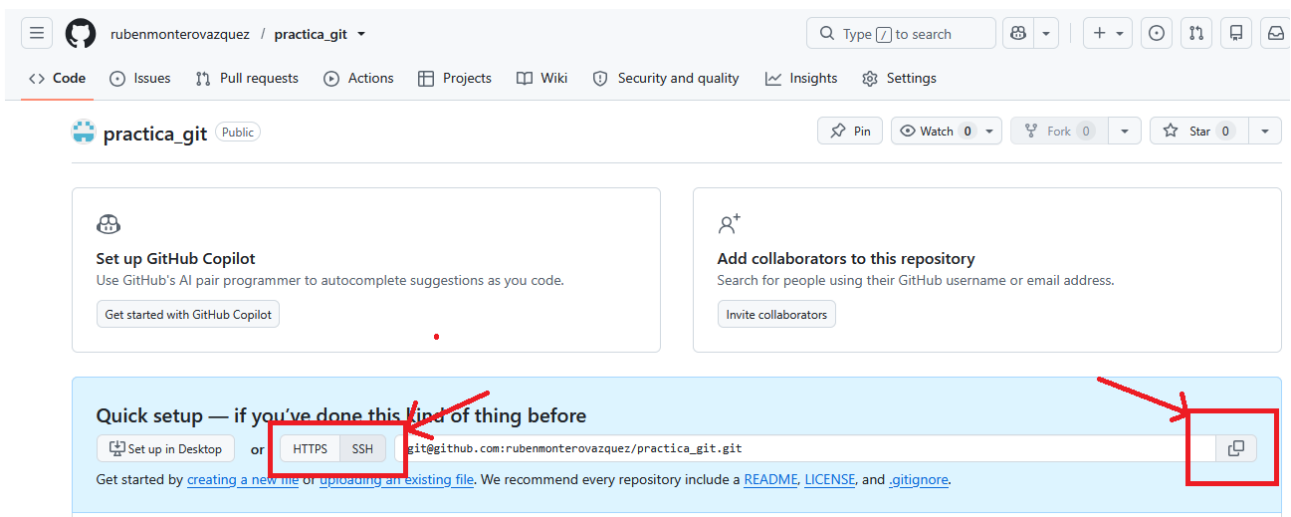 rubenmonterovazquez / practica_git
Type / to search
<> Code Issues Pull requests Actions Projects Wiki Security and quality Insights Settings
practica_git Public
Pin Watch 0 Fork 0 Star 0
Set up GitHub Copilot
Use GitHub's AI pair programmer to autocomplete suggestions as you code.
Get started with GitHub Copilot
Add collaborators to this repository
Search for people using their GitHub username or email address.
Invite collaborators
Quick setup — if you've done this kind of thing before
Set up in Desktop or HTTPS SSH git@github.com:rubenmonterovazquez/practica_git.git
Get started by creating a new file or uploading an existing file. We recommend every repository include a README, LICENSE, and .gitignore.